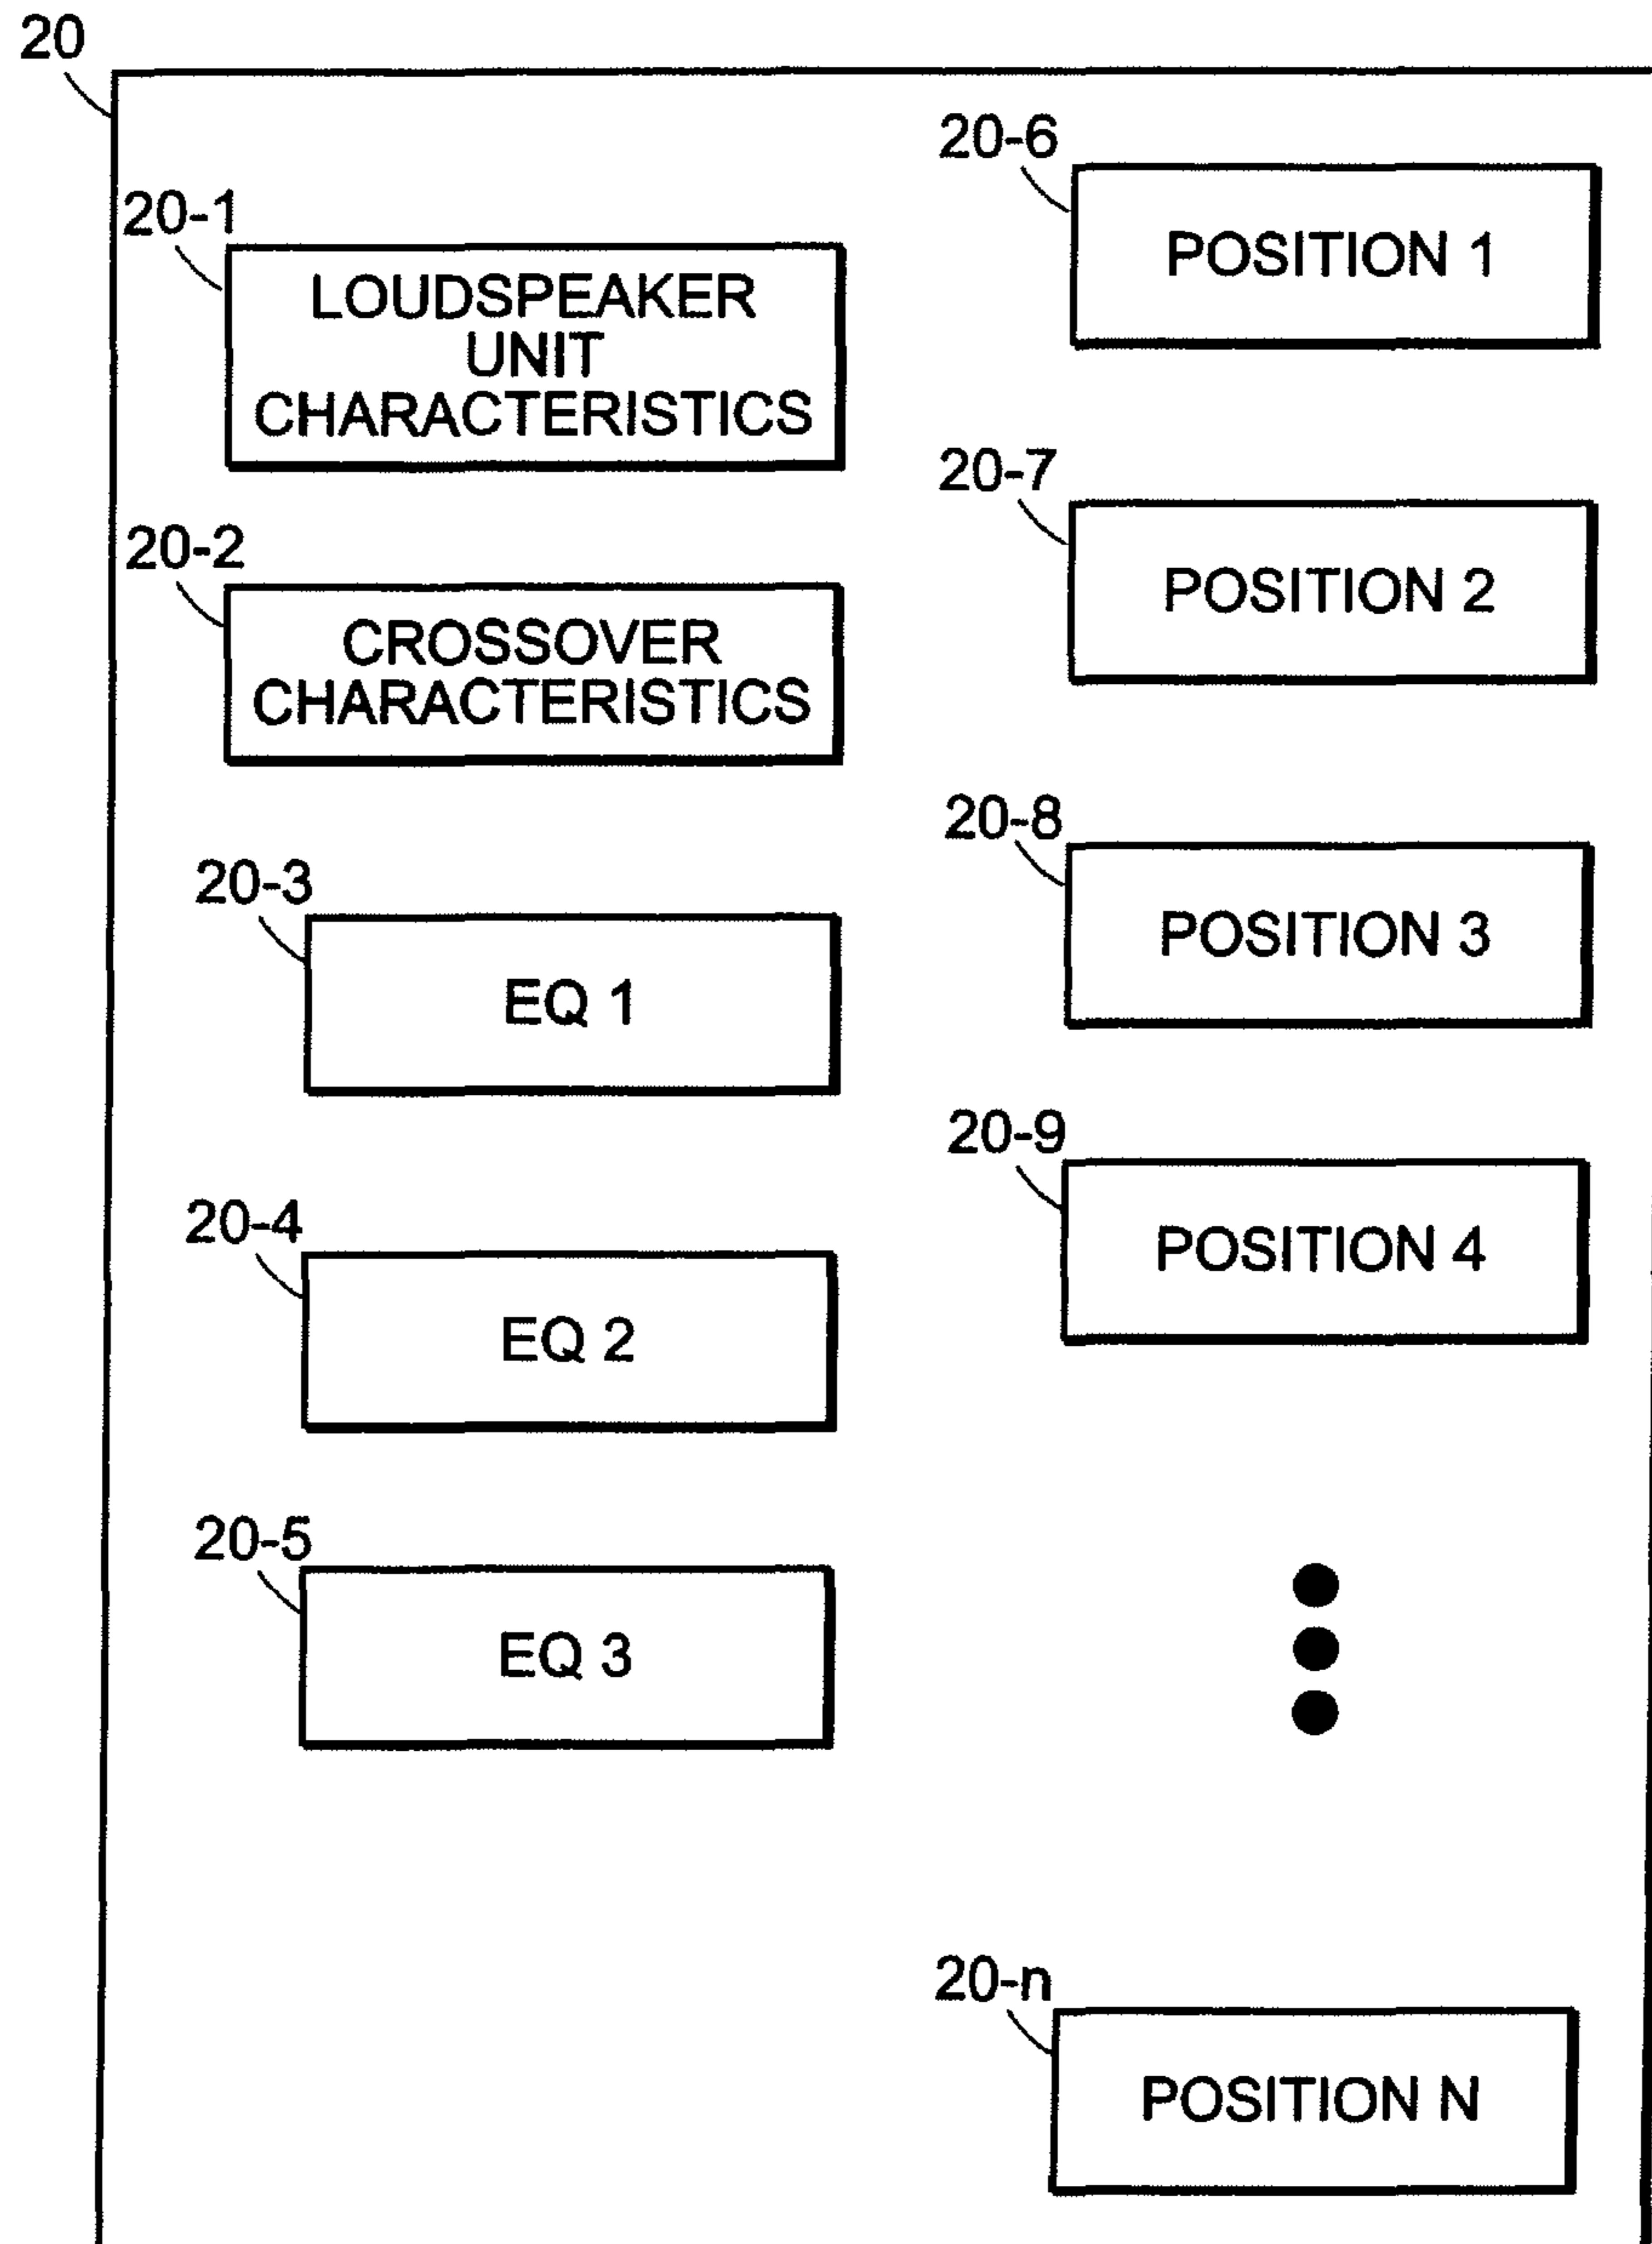 20
20-1
LOUDSPEAKER
UNIT
CHARACTERISTICS
20-2
CROSSOVER
CHARACTERISTICS
20-3
EQ 1
20-4
EQ 2
20-5
EQ 3
20-6
POSITION 1
20-7
POSITION 2
20-8
POSITION 3
20-9
POSITION 4
20-n
POSITION N